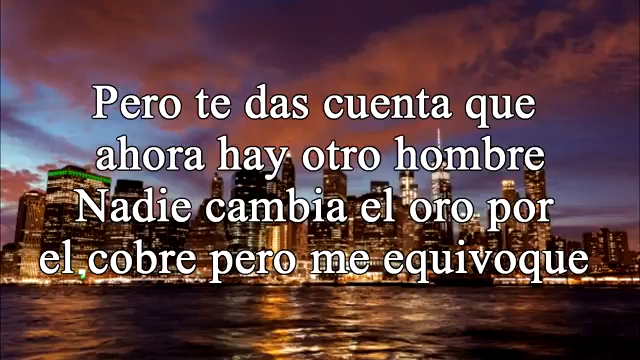 Pero te das cuenta que
ahora hay otro hombre
Nadie cambia el oro por
el cobre pero me equivoque